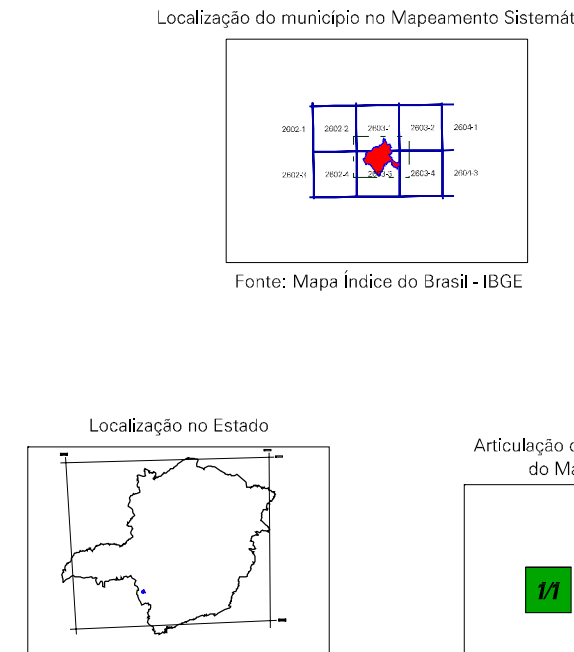 Localização do município no Mapeamento Sistemát
2602-1 2602-2 2603-1 2603-2 2604-1
2602-3 2602-4 2603-3 2603-4 2604-3
Fonte: Mapa Índice do Brasil - IBGE
Localização no Estado
Articulação
do Ma
1/1